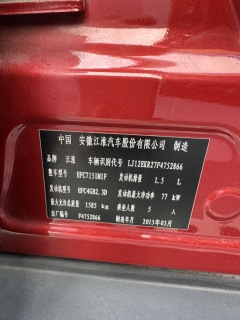 中国 安徽江淮汽车股份有限公司 制造
品牌 江淮 车辆识别代号 LJ12EKR27F4752866
整车型号 HFC7151M1F 发动机排量 1.5 L
发动机型号 HFC4GB2.3D 发动机最大净功率 77 kW
最大允许总质量 1585 kg 乘坐人数 5 人
出厂编号 F4752866 制造年月 2015年03月